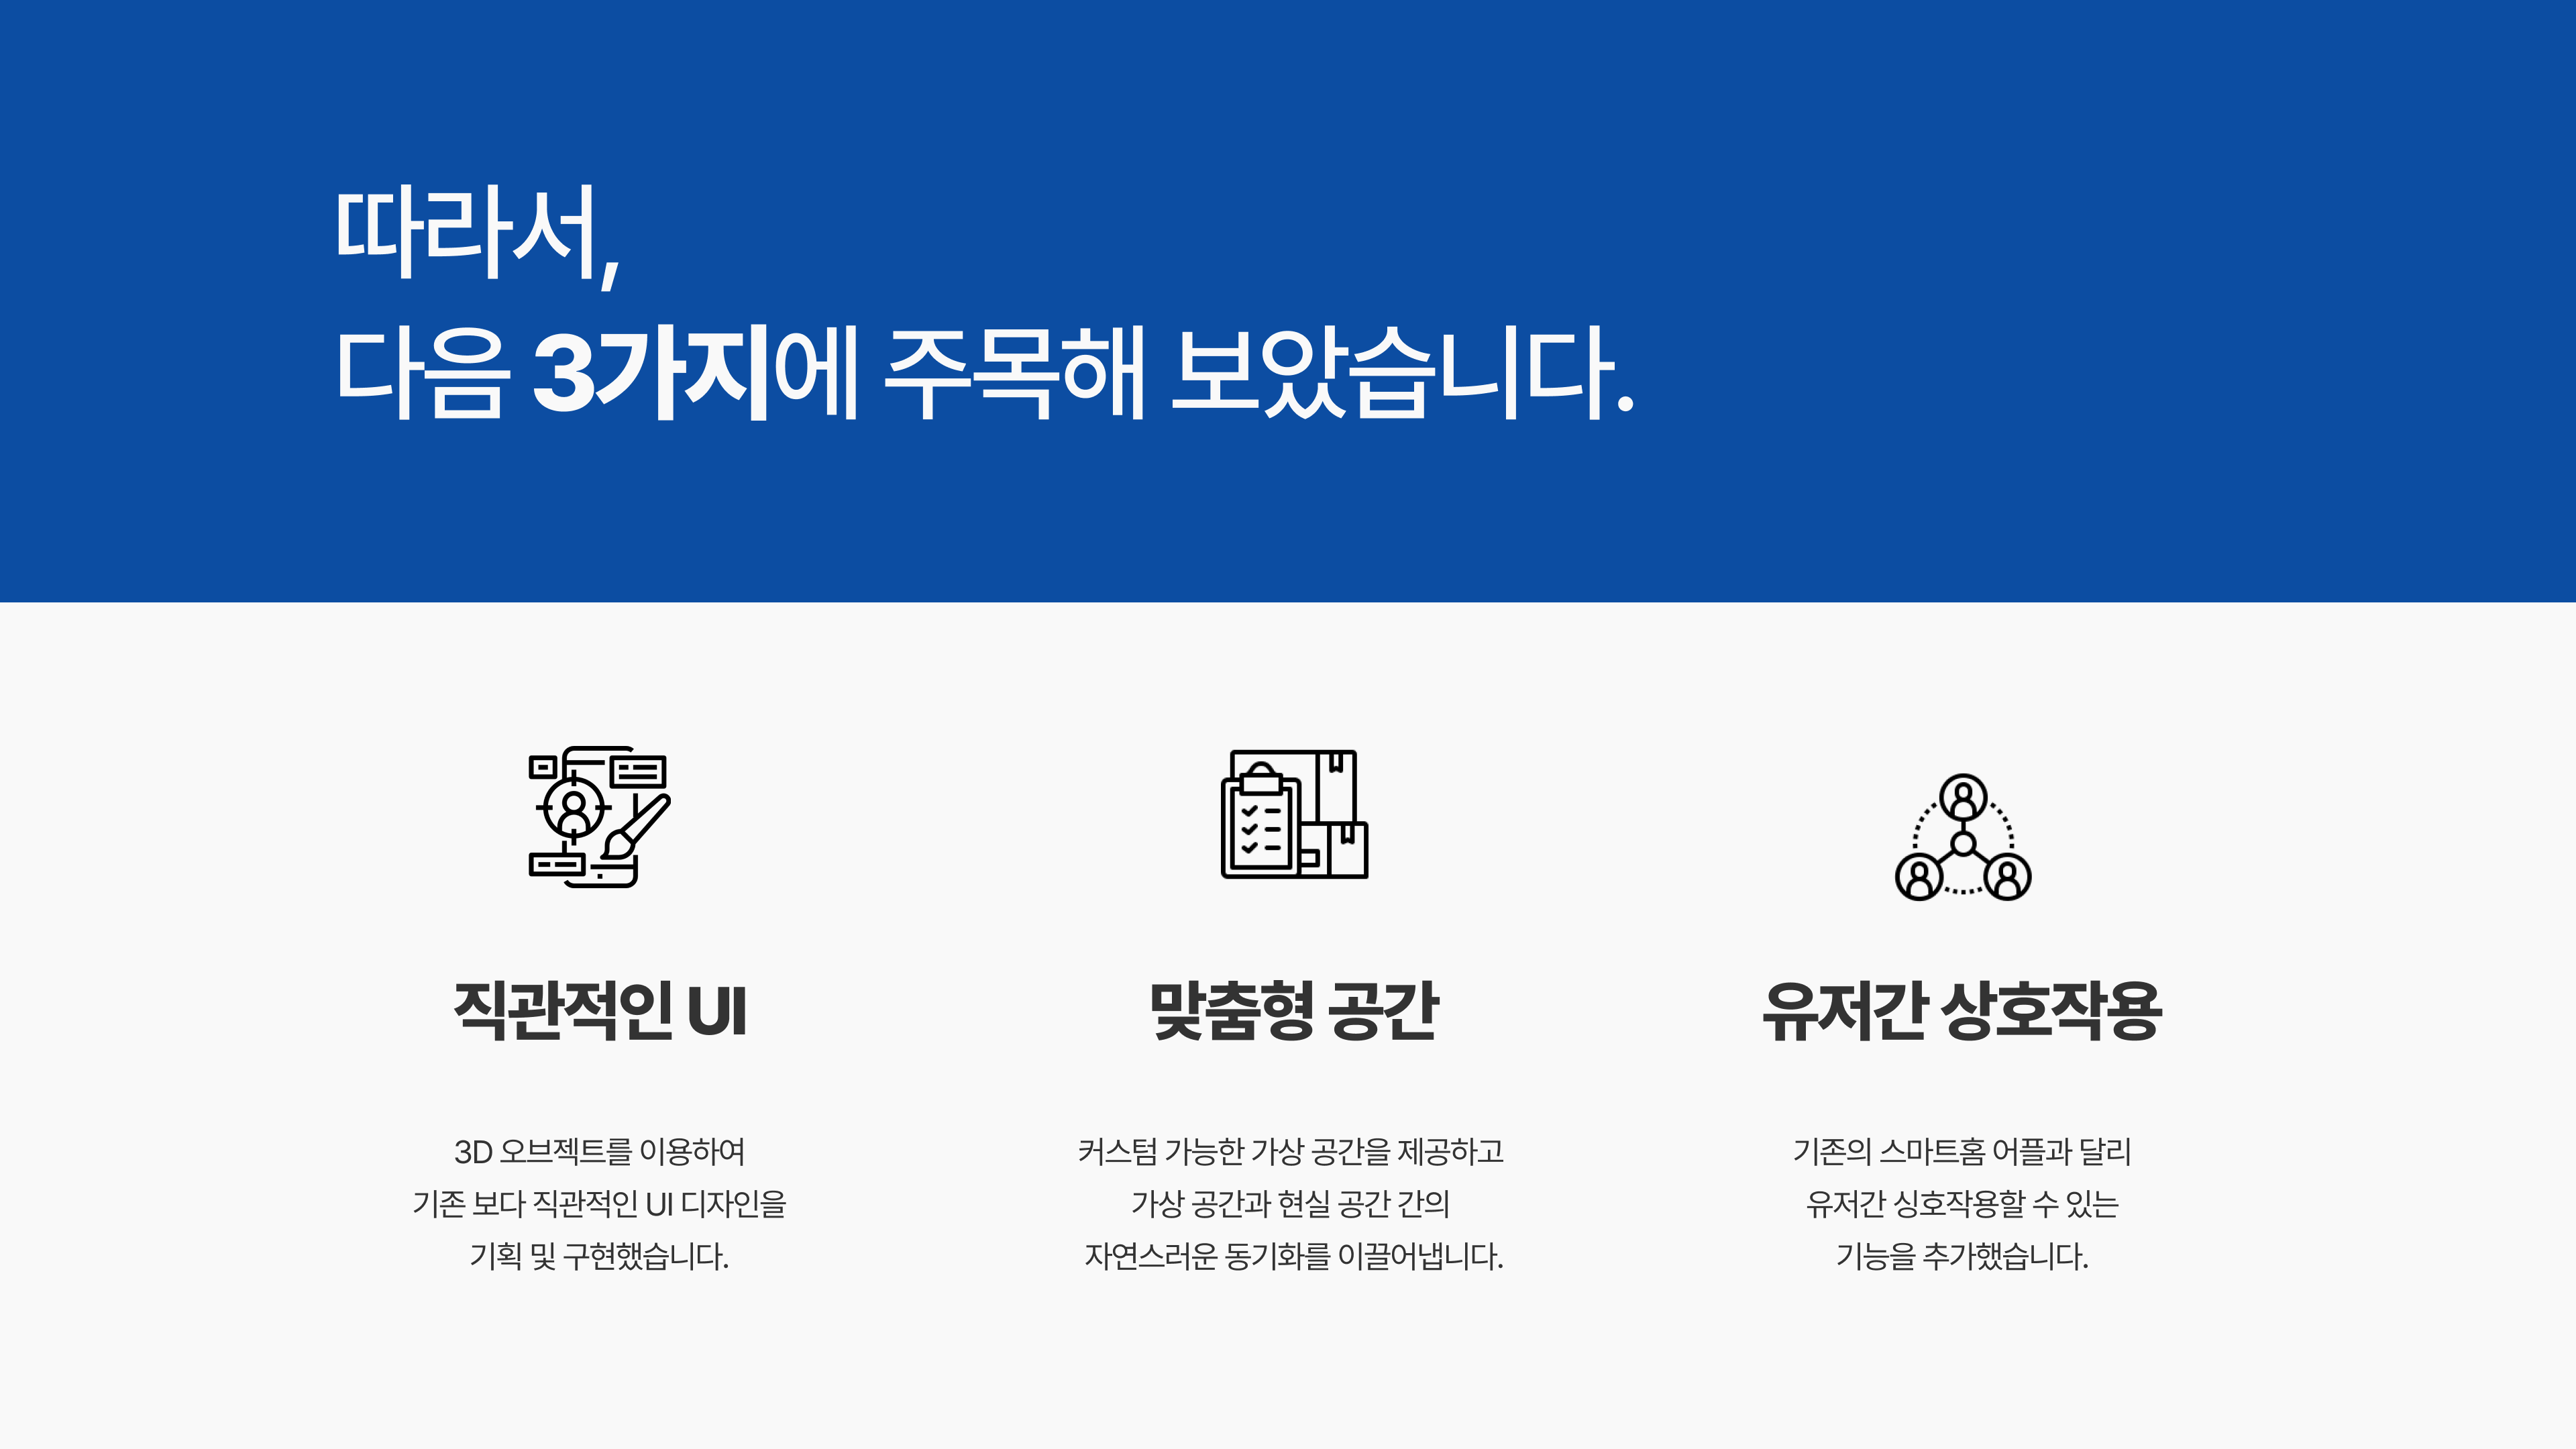 따라서,
다음 3가지에 주목해 보았습니다.
직관적인 UI
3D 오브젝트를 이용하여
기존 보다 직관적인 UI 디자인을
기획 및 구현했습니다.
맞춤형 공간
커스텀 가능한 가상 공간을 제공하고
가상 공간과 현실 공간 간의
자연스러운 동기화를 이끌어냅니다.
유저간 상호작용
기존의 스마트홈 어플과 달리
유저간 싱호작용할 수 있는
기능을 추가했습니다.